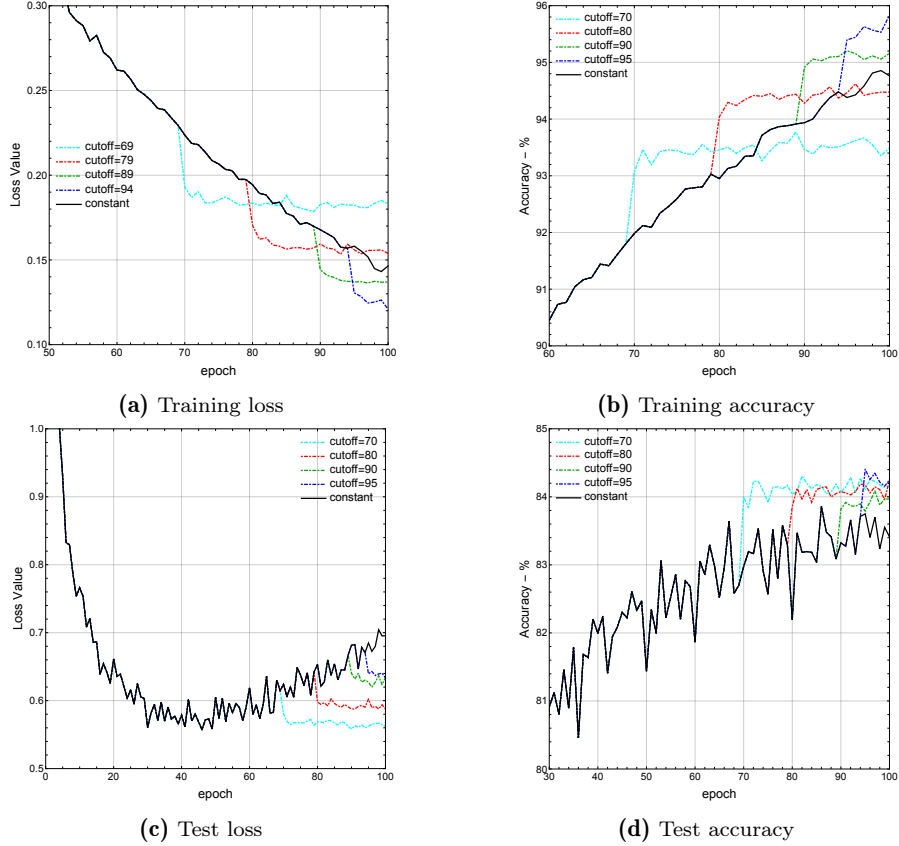 0.30
0.25
0.20
0.15
0.10
Loss Value
cutoff=69
cutoff=79
cutoff=89
cutoff=94
constant
50 60 70 80 90 100
epoch
(a) Training loss
96
95
94
93
92
91
90
Accuracy - %
cutoff=70
cutoff=80
cutoff=90
cutoff=95
constant
60 70 80 90 100
epoch
(b) Training accuracy
1.0
0.9
0.8
0.7
0.6
0.5
Loss Value
cutoff=70
cutoff=80
cutoff=90
cutoff=95
constant
0 20 40 60 80 100
epoch
(c) Test loss
85
84
83
82
81
80
Accuracy - %
cutoff=70
cutoff=80
cutoff=90
cutoff=95
constant
30 40 50 60 70 80 90 100
epoch
(d) Test accuracy